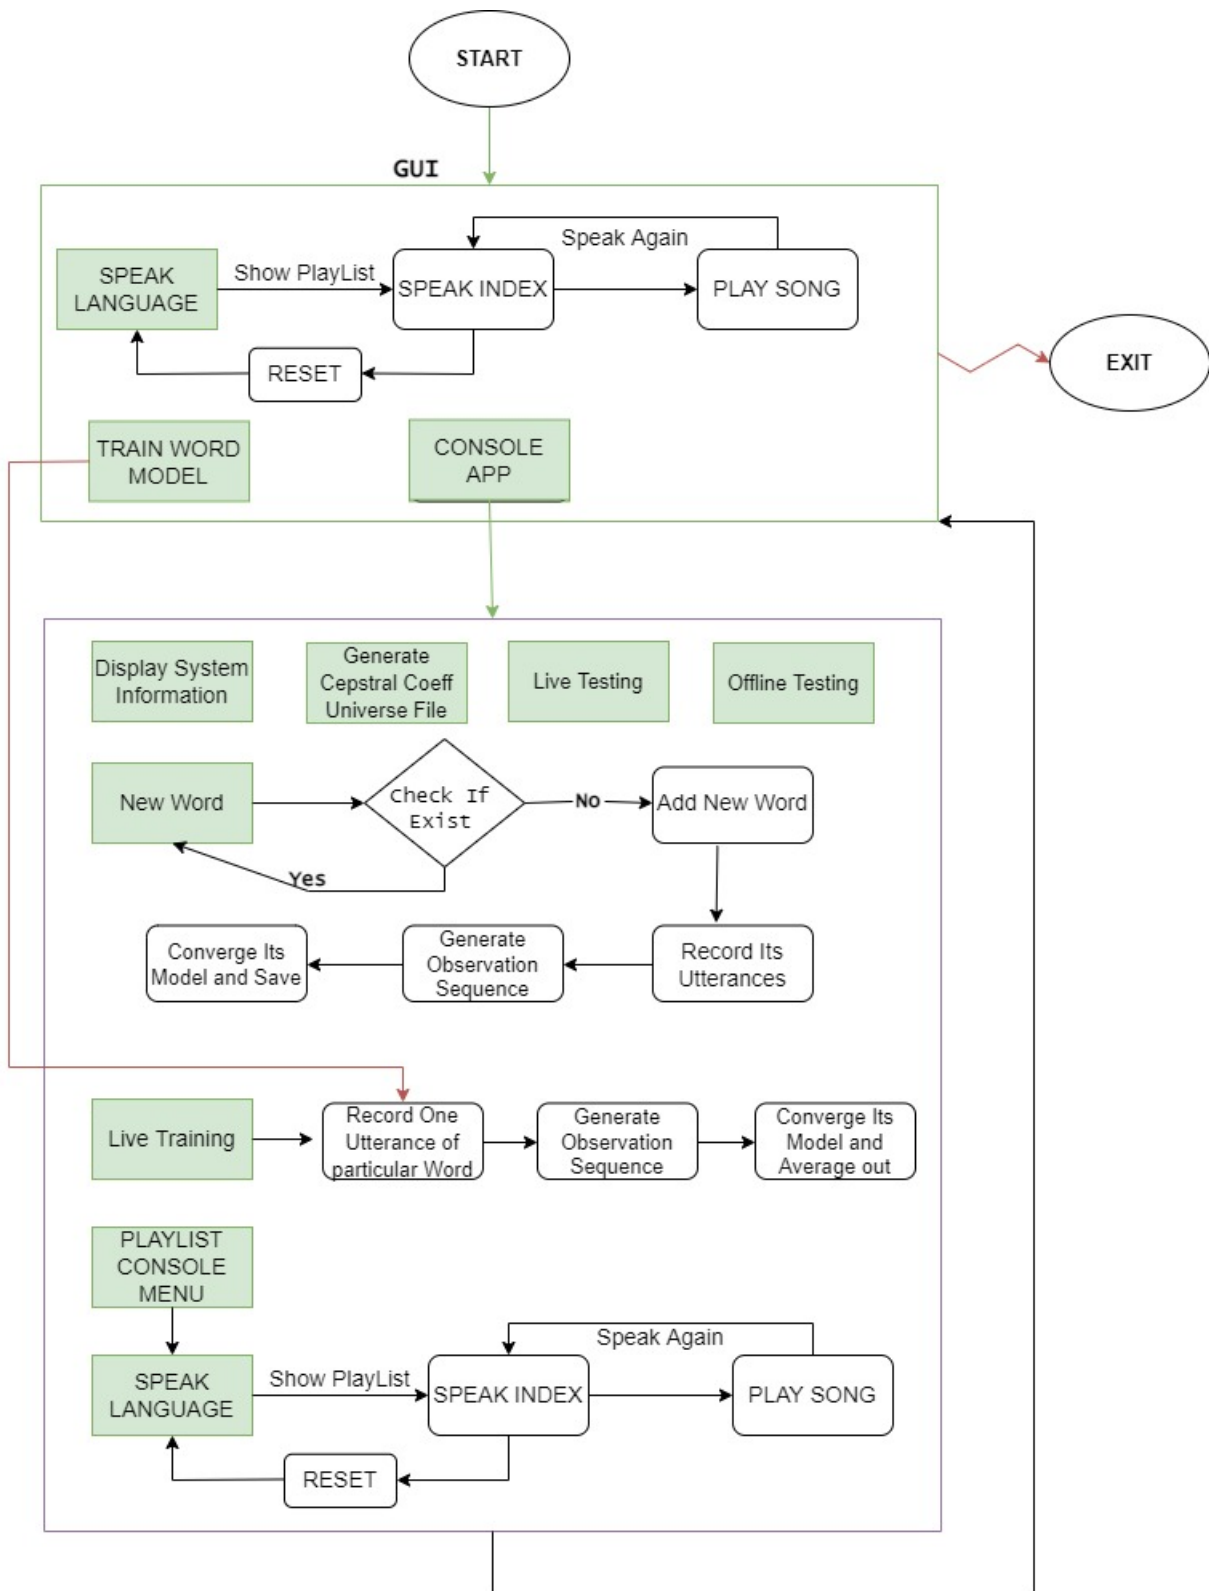 START
GUI
Speak Again
SPEAK
LANGUAGE
Show PlayList
SPEAK INDEX
PLAY SONG
RESET
EXIT
TRAIN WORD
MODEL
CONSOLE
APP
Display System
Information
Generate
Cepstral Coeff
Universe File
Live Testing
Offline Testing
New Word
Check If
Exist
No
Add New Word
Yes
Converge Its
Model and Save
Generate
Observation
Sequence
Record Its
Utterances
Live Training
Record One
Utterance of
particular Word
Generate
Observation
Sequence
Converge Its
Model and
Average out
PLAYLIST
CONSOLE
MENU
Speak Again
SPEAK
LANGUAGE
Show PlayList
SPEAK INDEX
PLAY SONG
RESET